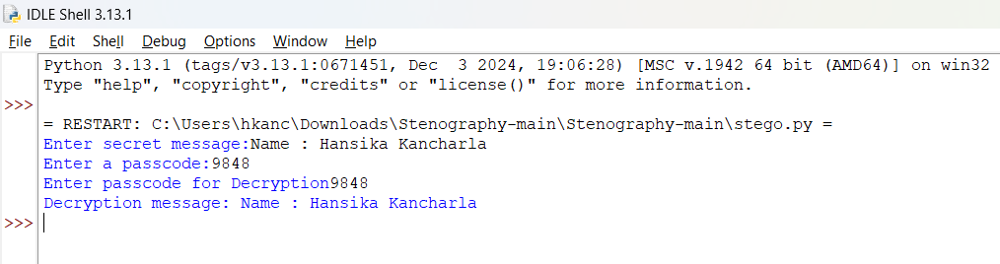 IDLE Shell 3.13.1
File Edit Shell Debug Options Window Help
Python 3.13.1 (tags/v3.13.1:0671451, Dec  3 2024, 19:06:28) [MSC v.1942 64 bit (AMD64)] on win32
Type "help", "copyright", "credits" or "license()" for more information.
>>>
= RESTART: C:\Users\hkanc\Downloads\Stenography-main\Stenography-main\stego.py =
Enter secret message:Name : Hansika Kancharla
Enter a passcode:9848
Enter passcode for Decryption9848
Decryption message: Name : Hansika Kancharla
>>>